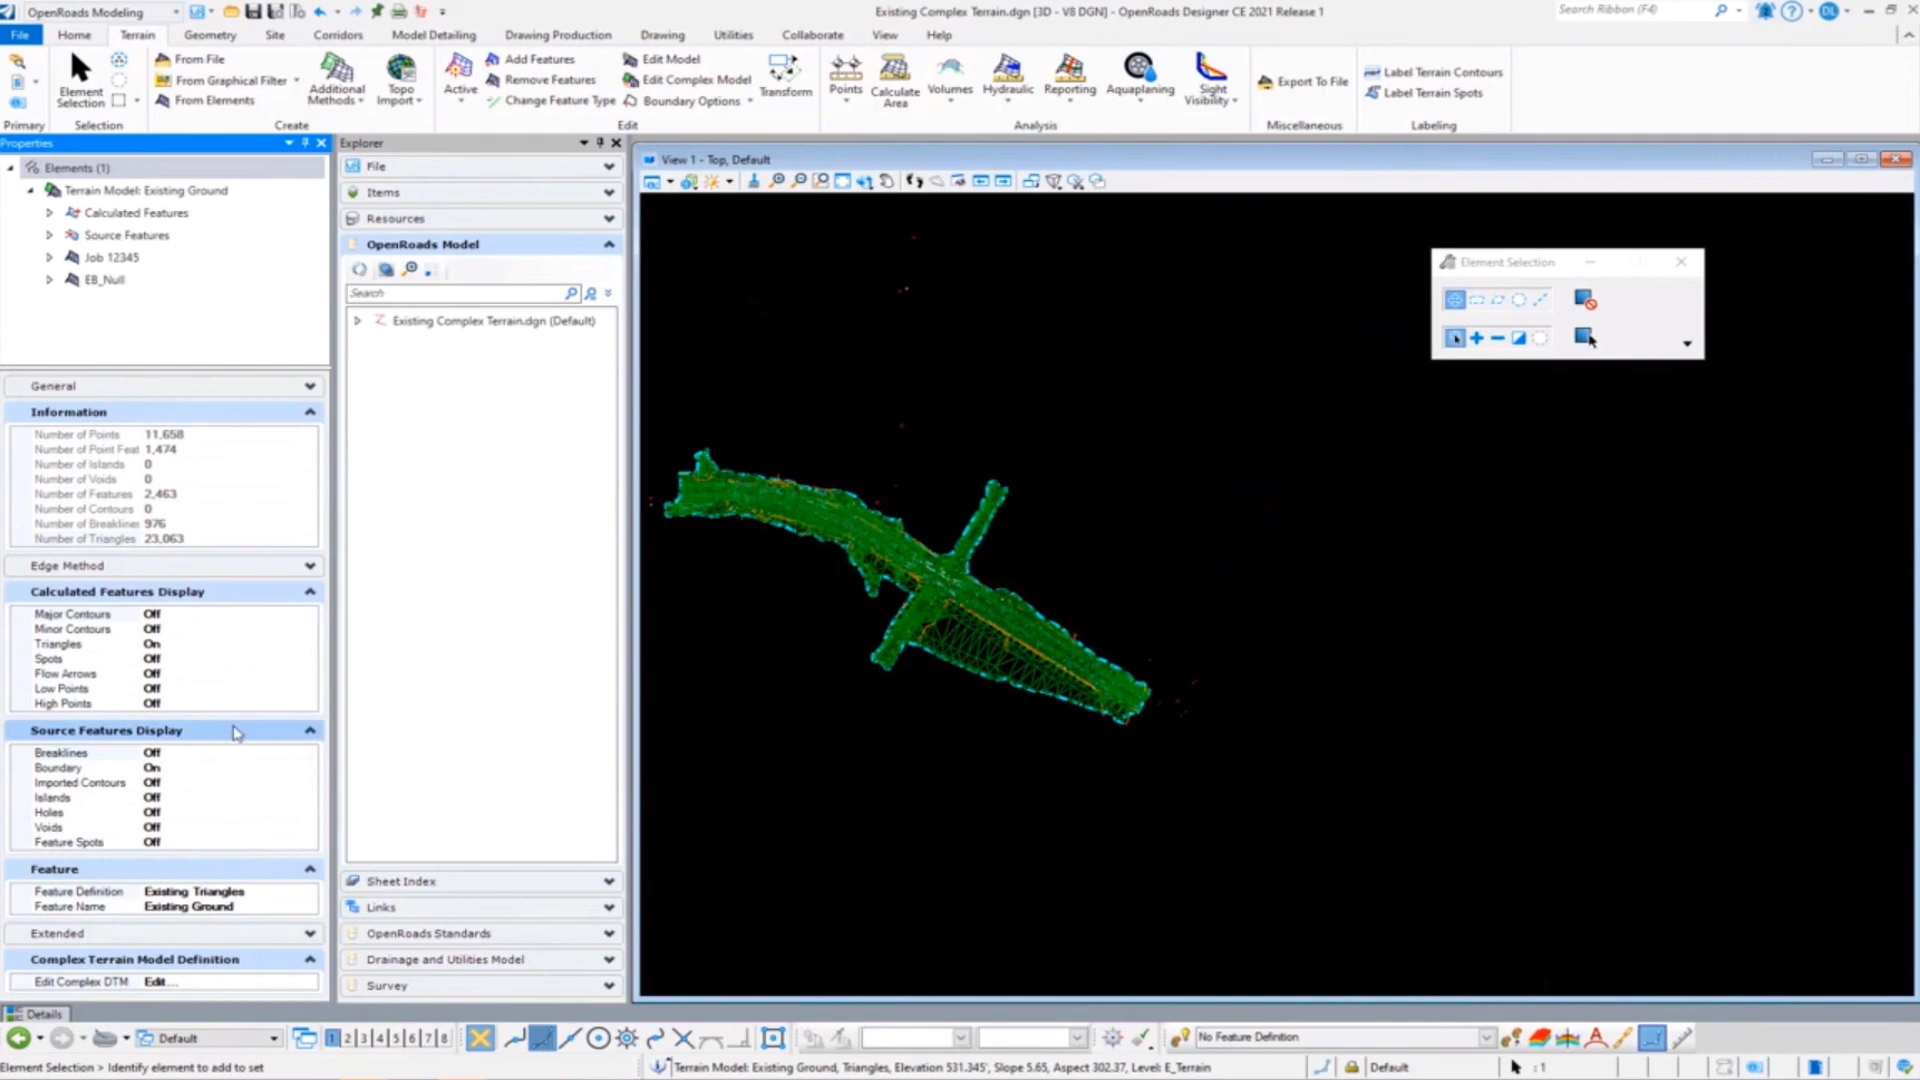 OpenRoads Modeling
Existing Complex Terrain.dgn [3D - V8 DGN] - OpenRoads Designer CE 2021 Release 1
Search Ribbon (F4)
DL
File
Home
Terrain
Geometry
Site
Corridors
Model Detailing
Drawing Production
Drawing
Utilities
Collaborate
View
Help
Element Selection
From File
From Graphical Filter
From Elements
Additional Methods
Topo Import
Active
Add Features
Remove Features
Change Feature Type
Edit Model
Edit Complex Model
Boundary Options
Transform
Points
Calculate Area
Volumes
Hydraulic
Reporting
Aquaplaning
Sight Visibility
Export To File
Label Terrain Contours
Label Terrain Spots
Primary
Selection
Create
Edit
Analysis
Miscellaneous
Labeling
Properties
Elements (1)
Terrain Model: Existing Ground
Calculated Features
Source Features
Job 12345
EB_Null
General
Information
Number of Points 11,658
Number of Point Feat 1,474
Number of Islands 0
Number of Voids 0
Number of Features 2,463
Number of Contours 0
Number of Breakline: 976
Number of Triangles 23,063
Edge Method
Calculated Features Display
Major Contours Off
Minor Contours Off
Triangles On
Spots Off
Flow Arrows Off
Low Points Off
High Points Off
Source Features Display
Breaklines Off
Boundary On
Imported Contours Off
Islands Off
Holes Off
Voids Off
Feature Spots Off
Feature
Feature Definition Existing Triangles
Feature Name Existing Ground
Extended
Complex Terrain Model Definition
Edit Complex DTM Edit...
Details
Explorer
File
Items
Resources
OpenRoads Model
Search
Existing Complex Terrain.dgn (Default)
Sheet Index
Links
OpenRoads Standards
Drainage and Utilities Model
Survey
View 1 - Top, Default
Element Selection
Default
1 2 3 4 5 6 7 8
No Feature Definition
Element Selection > Identify element to add to set
Terrain Model: Existing Ground, Triangles, Elevation 531.345', Slope 5.65, Aspect 302.37, Level: E_Terrain
Default
: 1